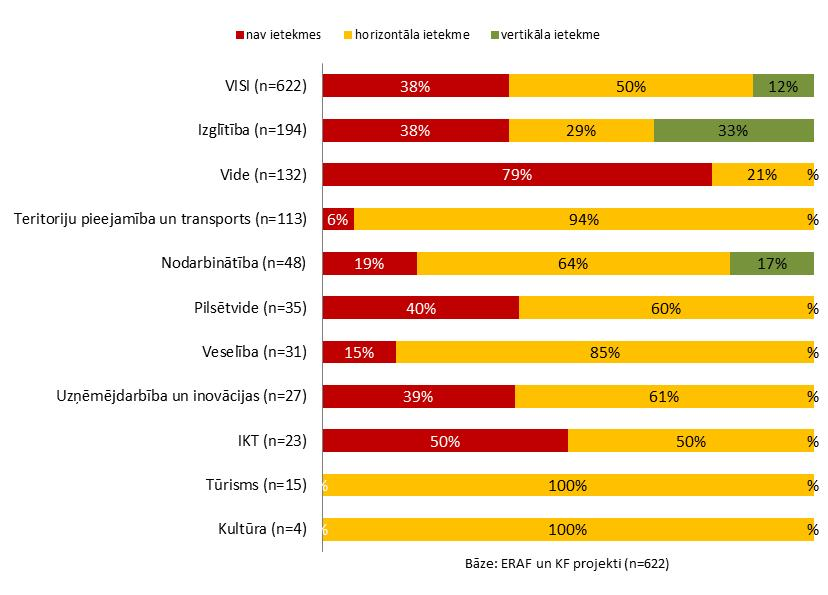 nav ietekmes horizontāla ietekme vertikāla ietekme
VISI (n=622) 38% 50% 12%
Izglītība (n=194) 38% 29% 33%
Vide (n=132) 79% 21% %
Teritoriju pieejamība un transports (n=113) 6% 94% %
Nodarbinātība (n=48) 19% 64% 17%
Pilsētvide (n=35) 40% 60% %
Veselība (n=31) 15% 85% %
Uzņēmējdarbība un inovācijas (n=27) 39% 61% %
IKT (n=23) 50% 50% %
Tūrisms (n=15) % 100% %
Kultūra (n=4) % 100% %
Bāze: ERAF un KF projekti (n=622)